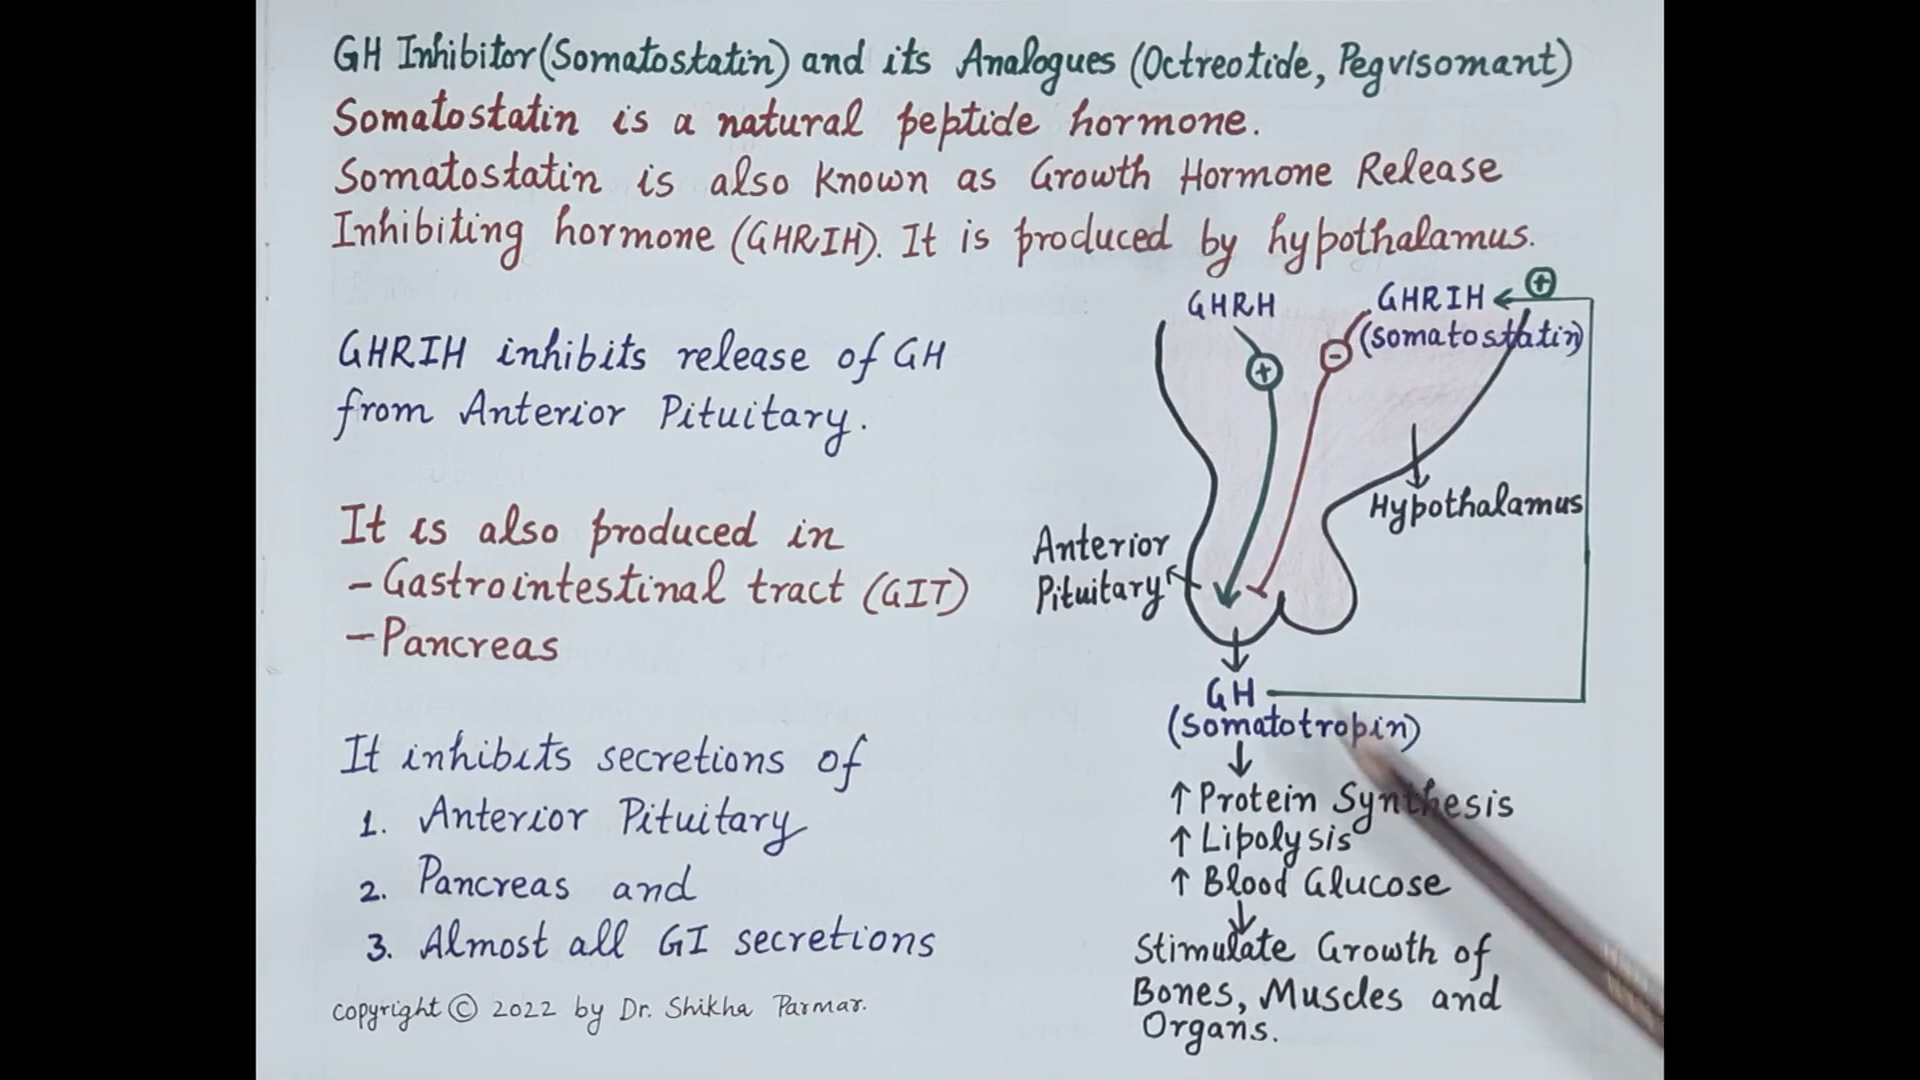 GH Inhibitor (Somatostatin) and its Analogues (Octreotide, Pegvisomant)
Somatostatin is a natural peptide hormone.
Somatostatin is also known as Growth Hormone Release
Inhibiting hormone (GHRIH). It is produced by hypothalamus.
GHRIH inhibits release of GH
from Anterior Pituitary.
It is also produced in
- Gastrointestinal tract (GIT)
- Pancreas
It inhibits secretions of
1. Anterior Pituitary
2. Pancreas and
3. Almost all GI secretions
copyright © 2022 by Dr. Shikha Parmar.
GHRH
GHRIH ← ⊕
(somatostatin)
⊕
⊖
Hypothalamus
Anterior
Pituitary
↓
GH
(Somatotropin)
↓
↑ Protein Synthesis
↑ Lipolysis
↑ Blood Glucose
↓
Stimulate Growth of
Bones, Muscles and
Organs.